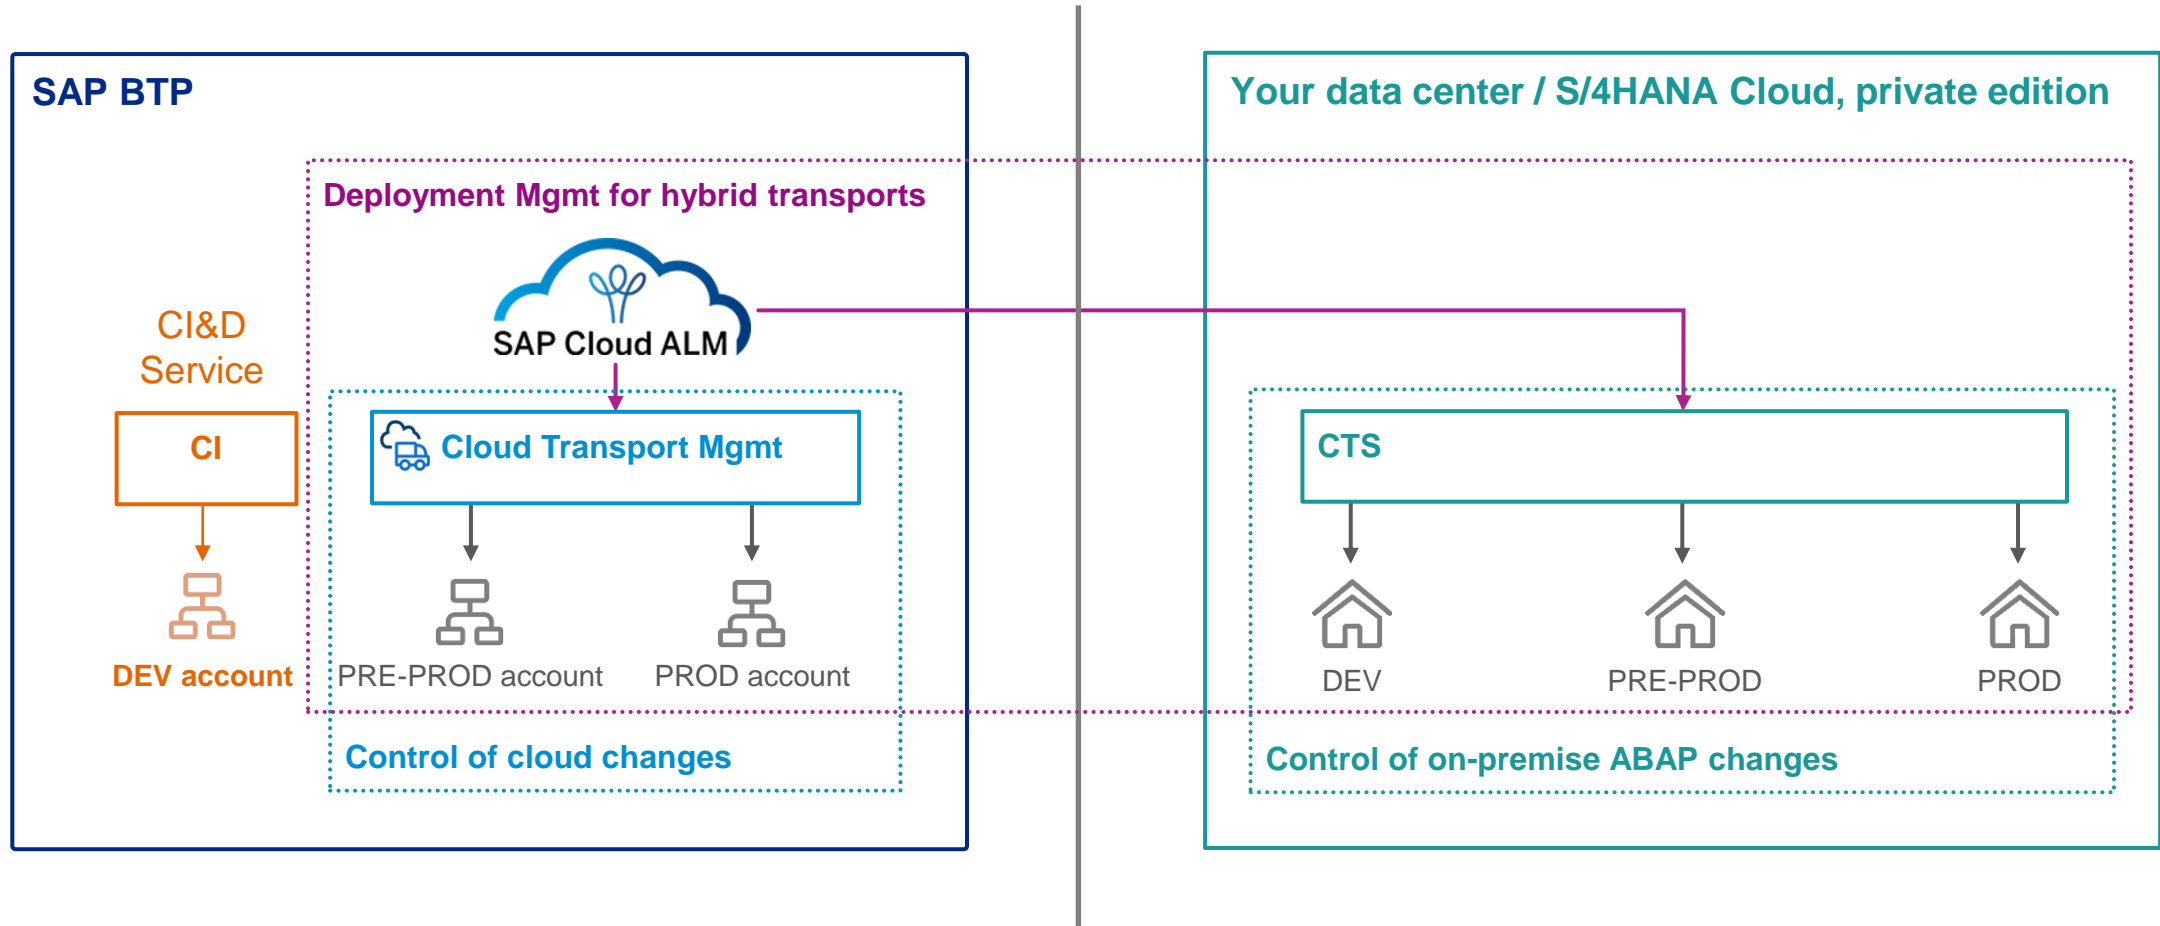 SAP BTP
Your data center / S/4HANA Cloud, private edition
Deployment Mgmt for hybrid transports
SAP Cloud ALM
CI&D
Service
CI
Cloud Transport Mgmt
CTS
DEV account
PRE-PROD account
PROD account
DEV
PRE-PROD
PROD
Control of cloud changes
Control of on-premise ABAP changes